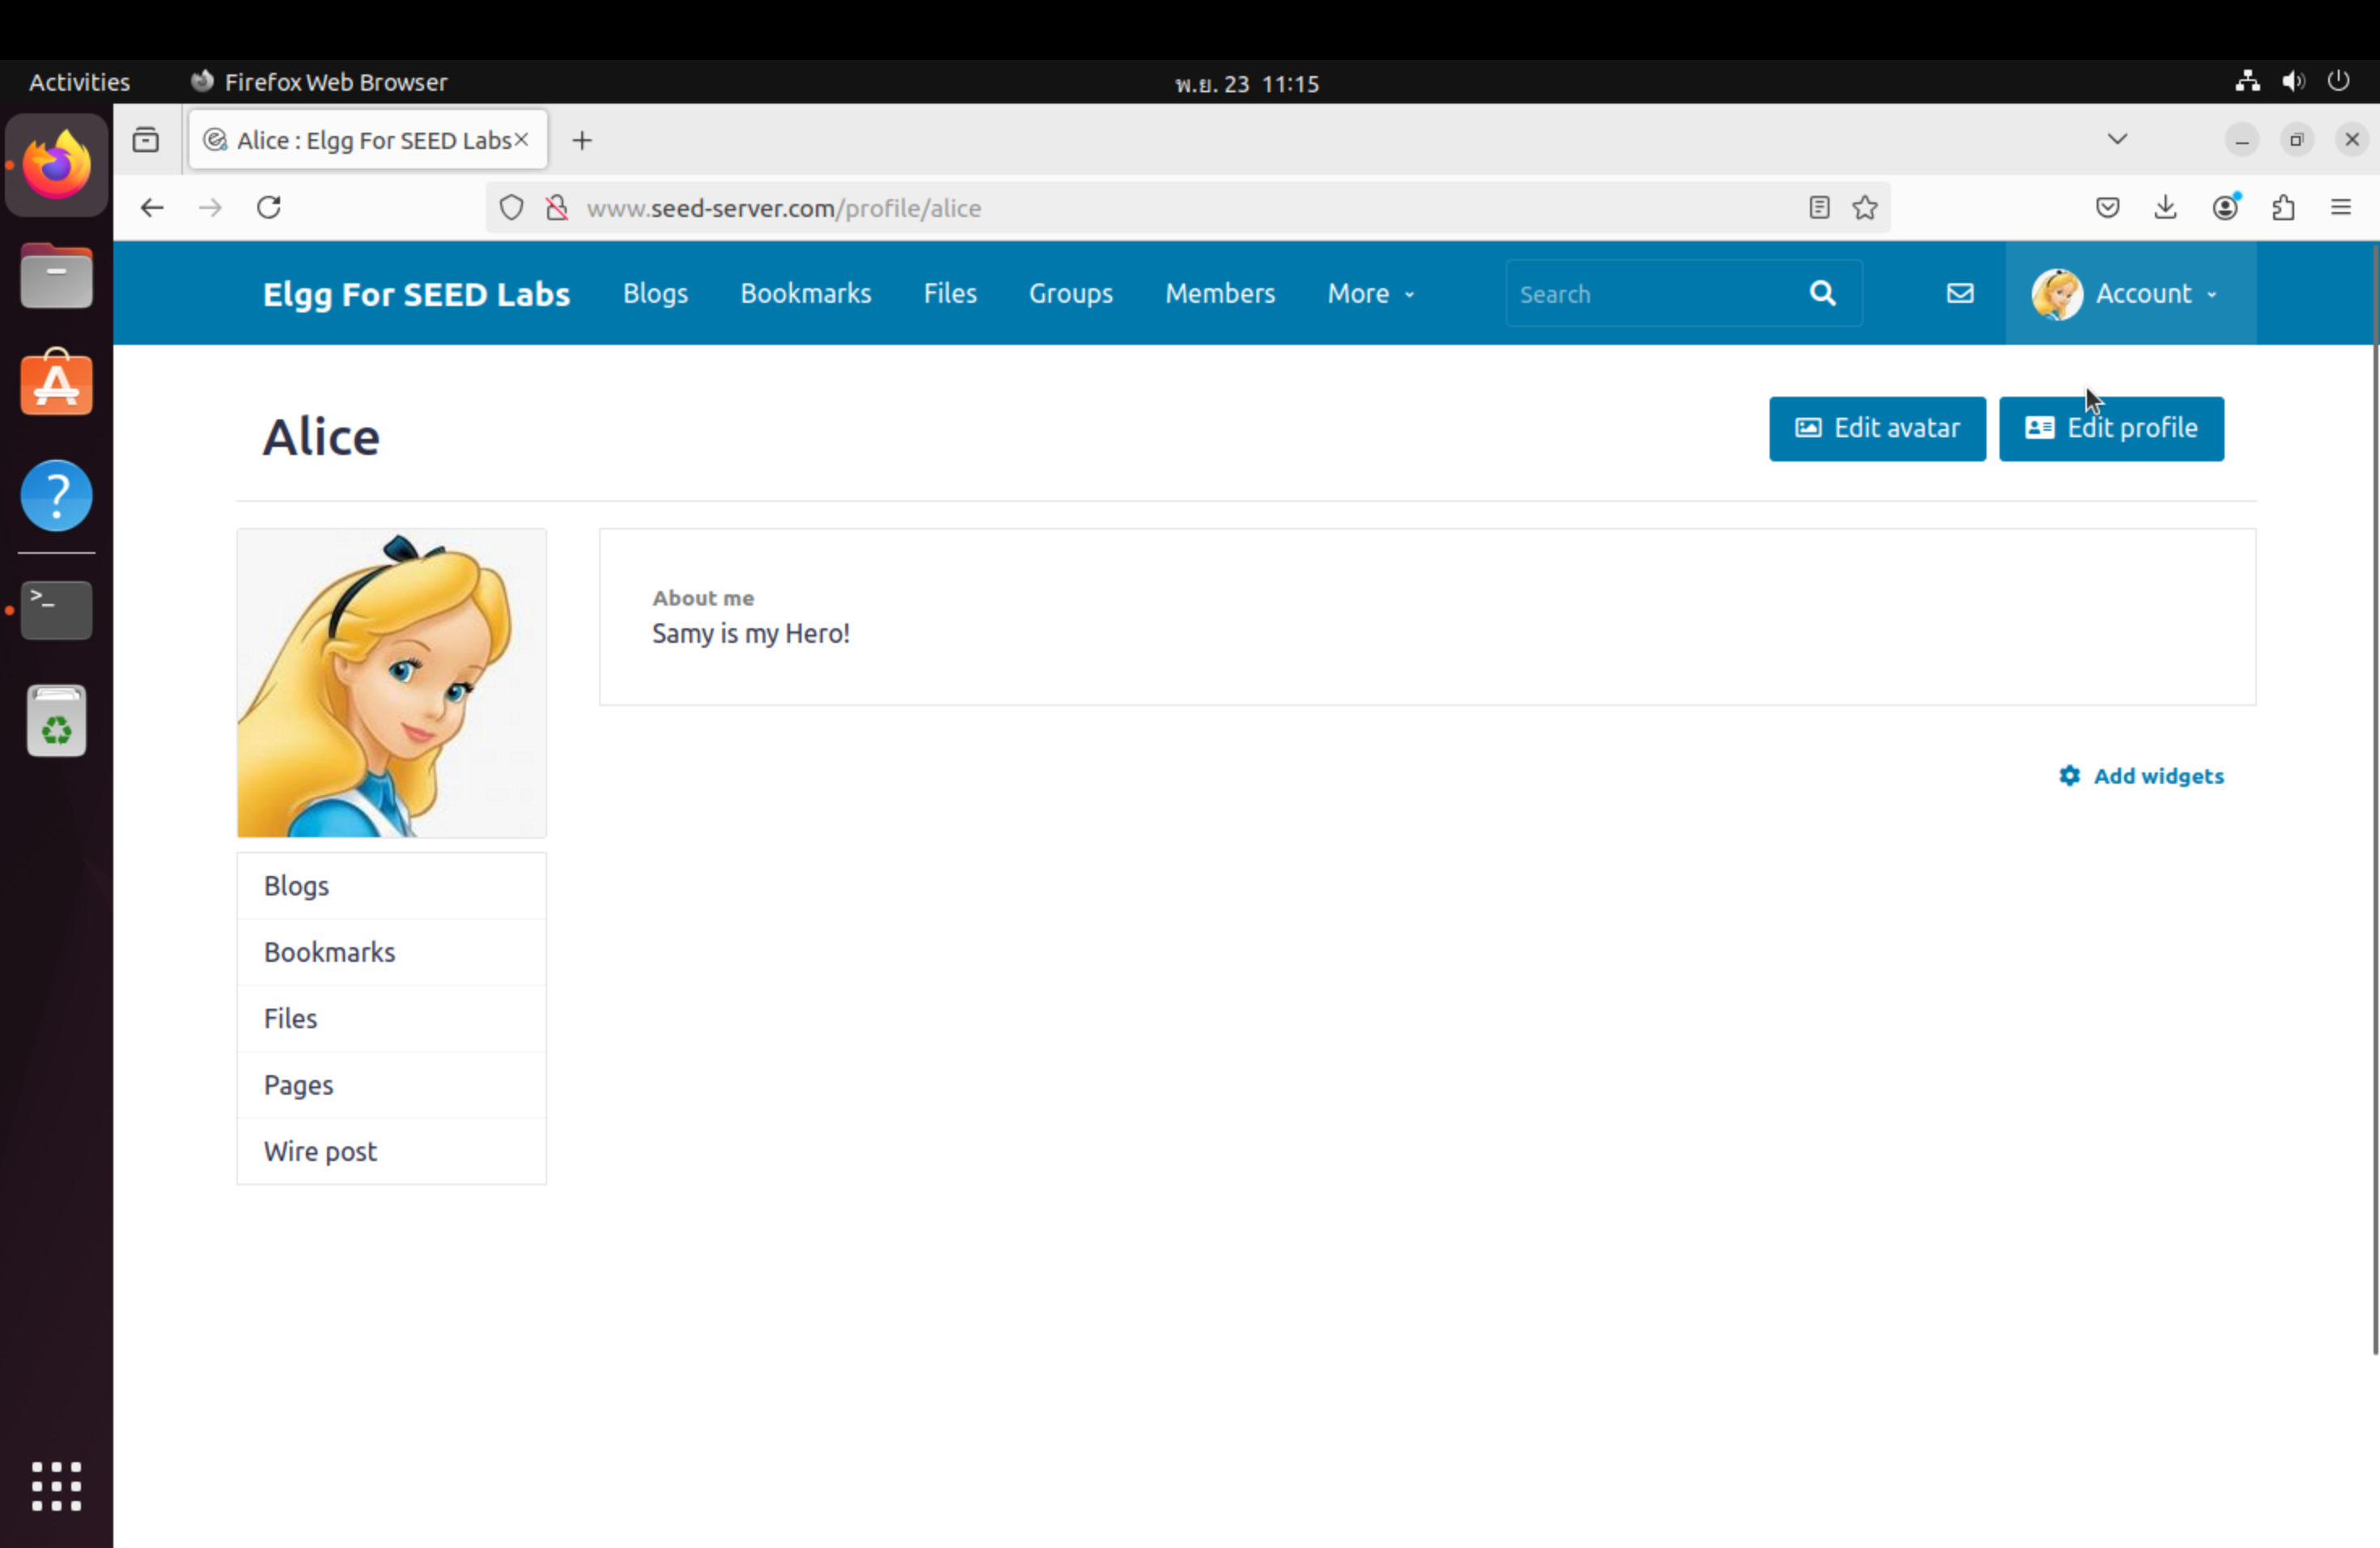 Activities Firefox Web Browser พ.ย. 23 11:15
Alice : Elgg For SEED Labs
www.seed-server.com/profile/alice
Elgg For SEED Labs Blogs Bookmarks Files Groups Members More Search Account
Alice
Edit avatar Edit profile
About me
Samy is my Hero!
Add widgets
Blogs
Bookmarks
Files
Pages
Wire post